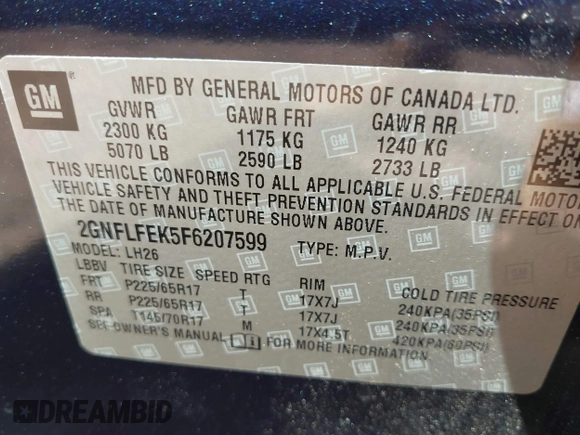 GM
MFD BY GENERAL MOTORS OF CANADA LTD.
GVWR GAWR FRT GAWR RR
2300 KG 1175 KG 1240 KG
5070 LB 2590 LB 2733 LB
THIS VEHICLE CONFORMS TO ALL APPLICABLE U.S. FEDERAL MOTOR
VEHICLE SAFETY AND THEFT PREVENTION STANDARDS IN EFFECT ON
THE DATE OF MANUFACTURE SHOWN ABOVE.
2GNFLFEK5F6207599 TYPE: M.P.V.
MODEL: LH26
LBBV TIRE SIZE SPEED RTG RIM COLD TIRE PRESSURE
FRT P225/65R17 T 17X7J 240KPA(35PSI)
RR P225/65R17 T 17X7J 240KPA(35PSI)
SPA T145/70R17 M 17X4.5T 420KPA(60PSI)
SEE OWNER'S MANUAL FOR MORE INFORMATION
DREAMBID